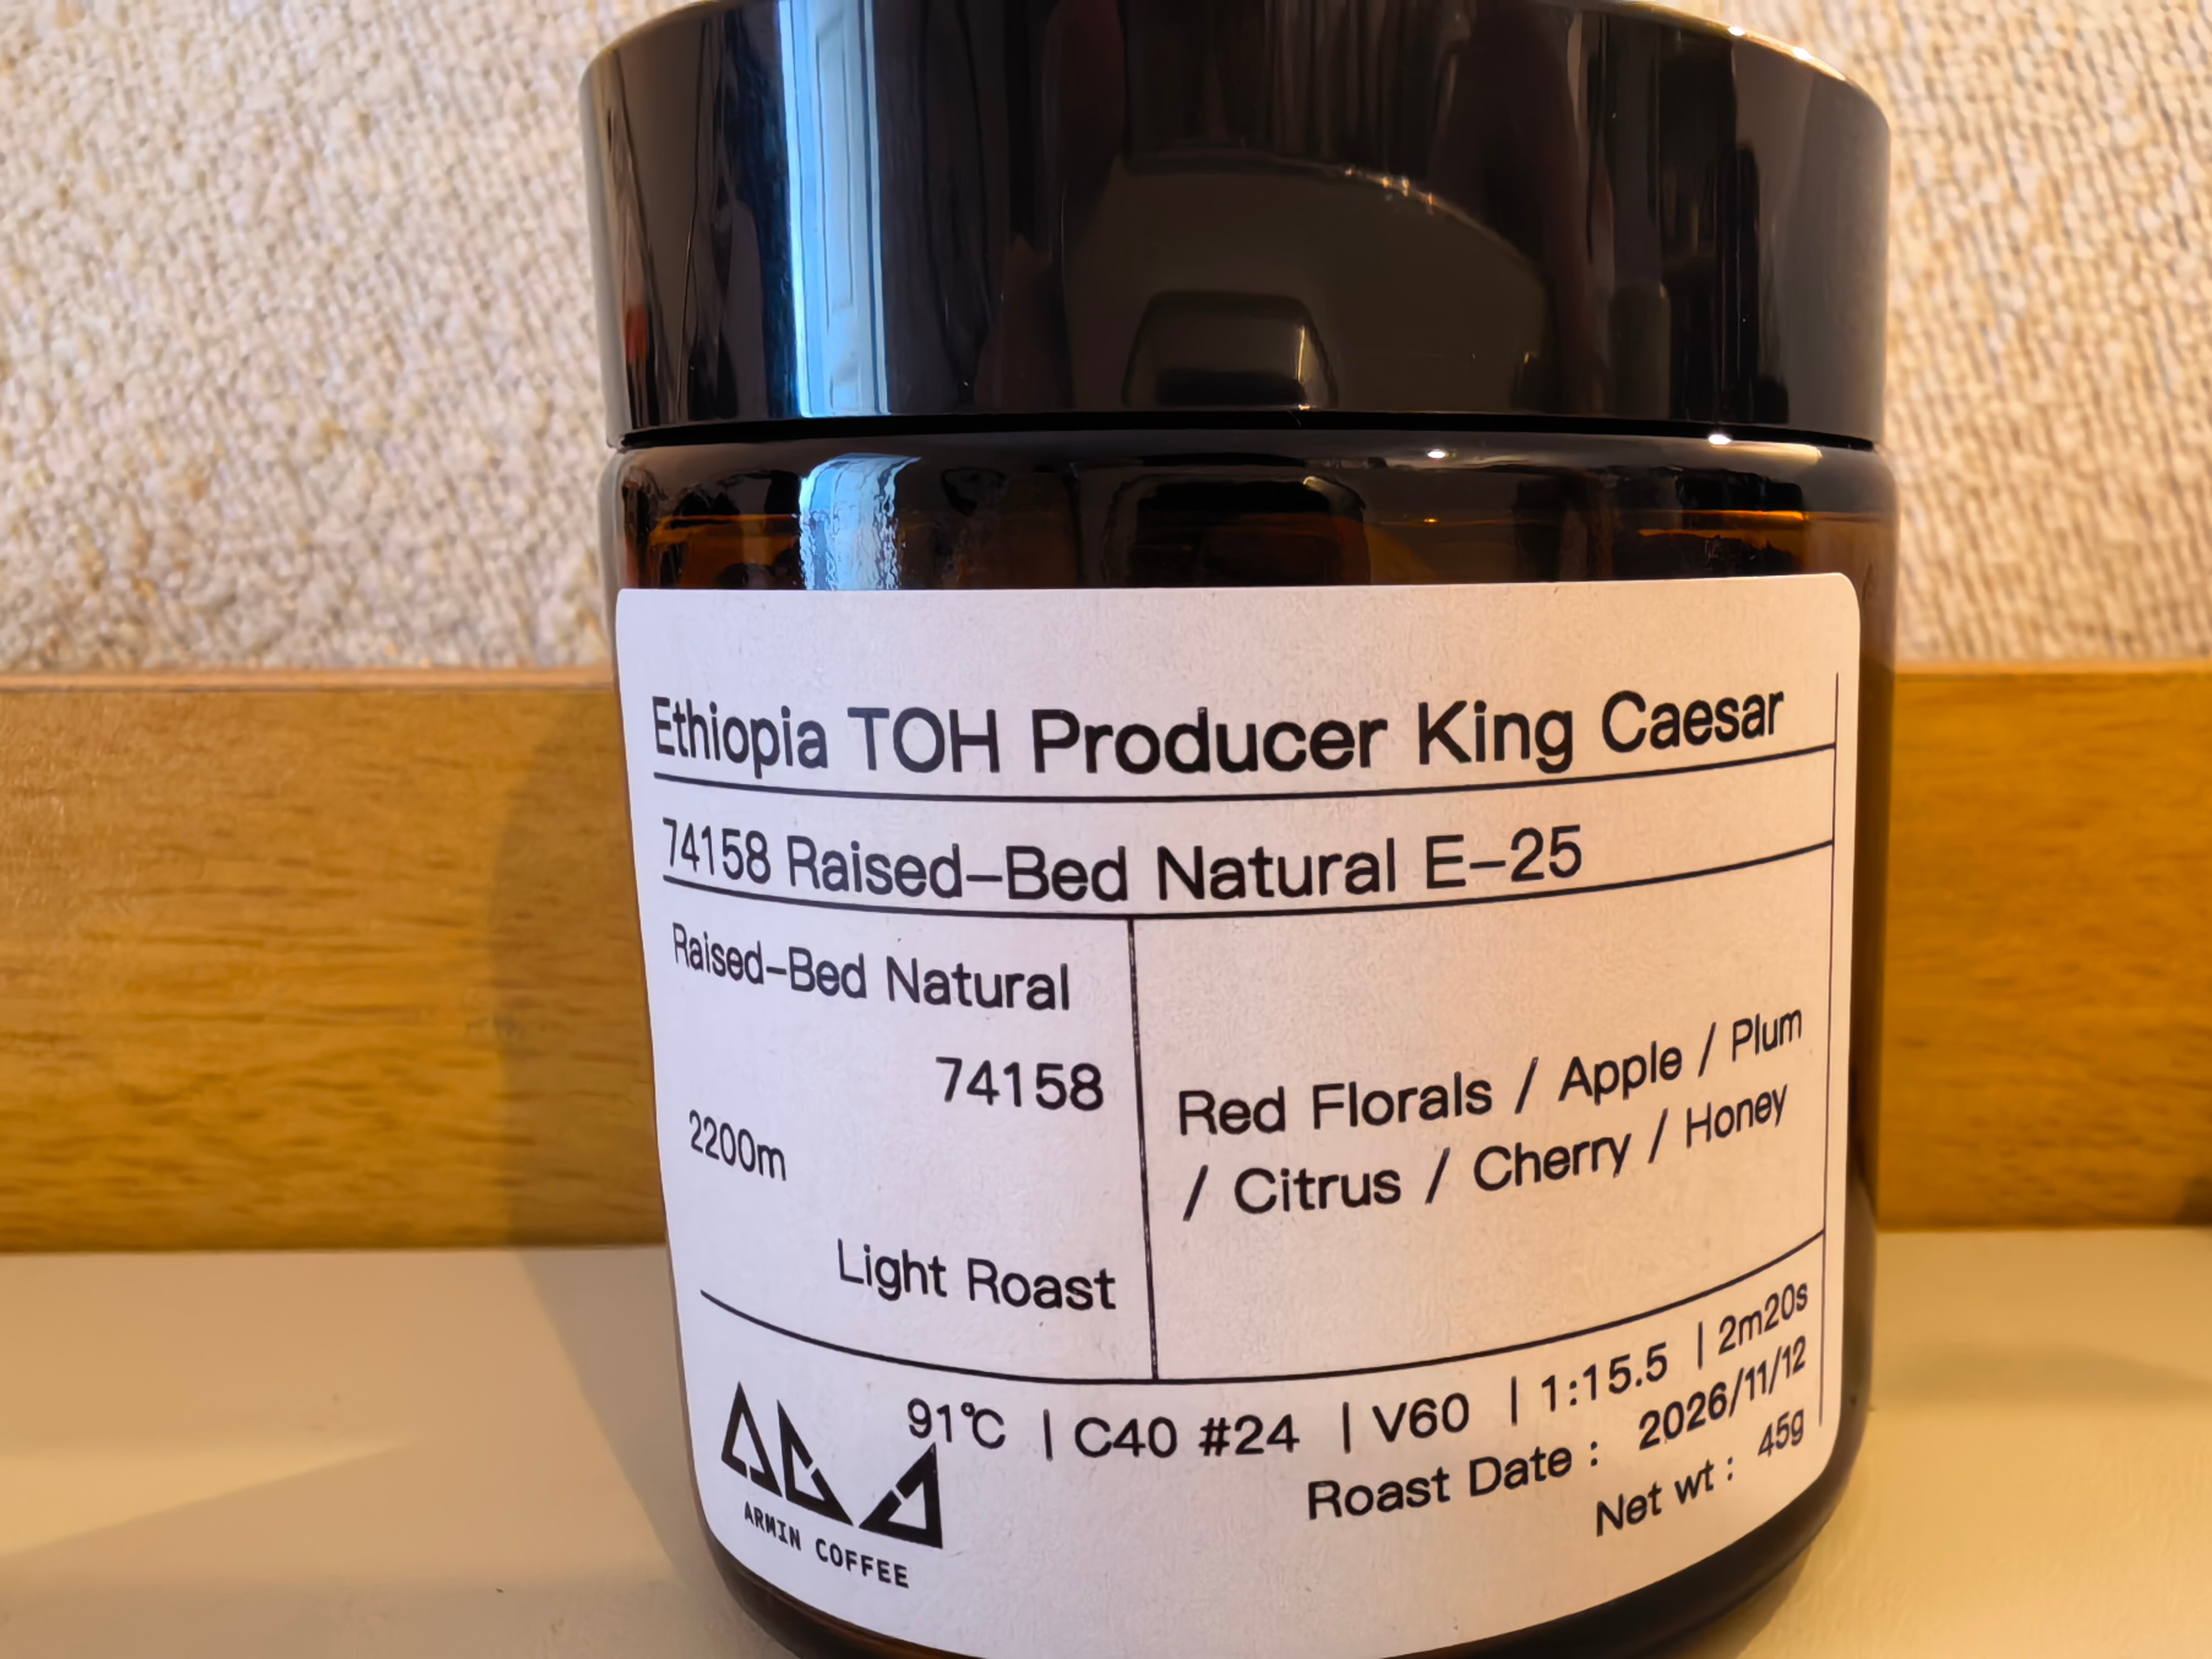 Ethiopia TOH Producer King Caesar
74158 Raised-Bed Natural E-25
Raised-Bed Natural
74158
2200m
Light Roast
Red Florals / Apple / Plum
/ Citrus / Cherry / Honey
91℃ | C40 #24 | V60 | 1:15.5 | 2m20s
Roast Date : 2026/11/12
Net wt : 45g
ARMIN COFFEE